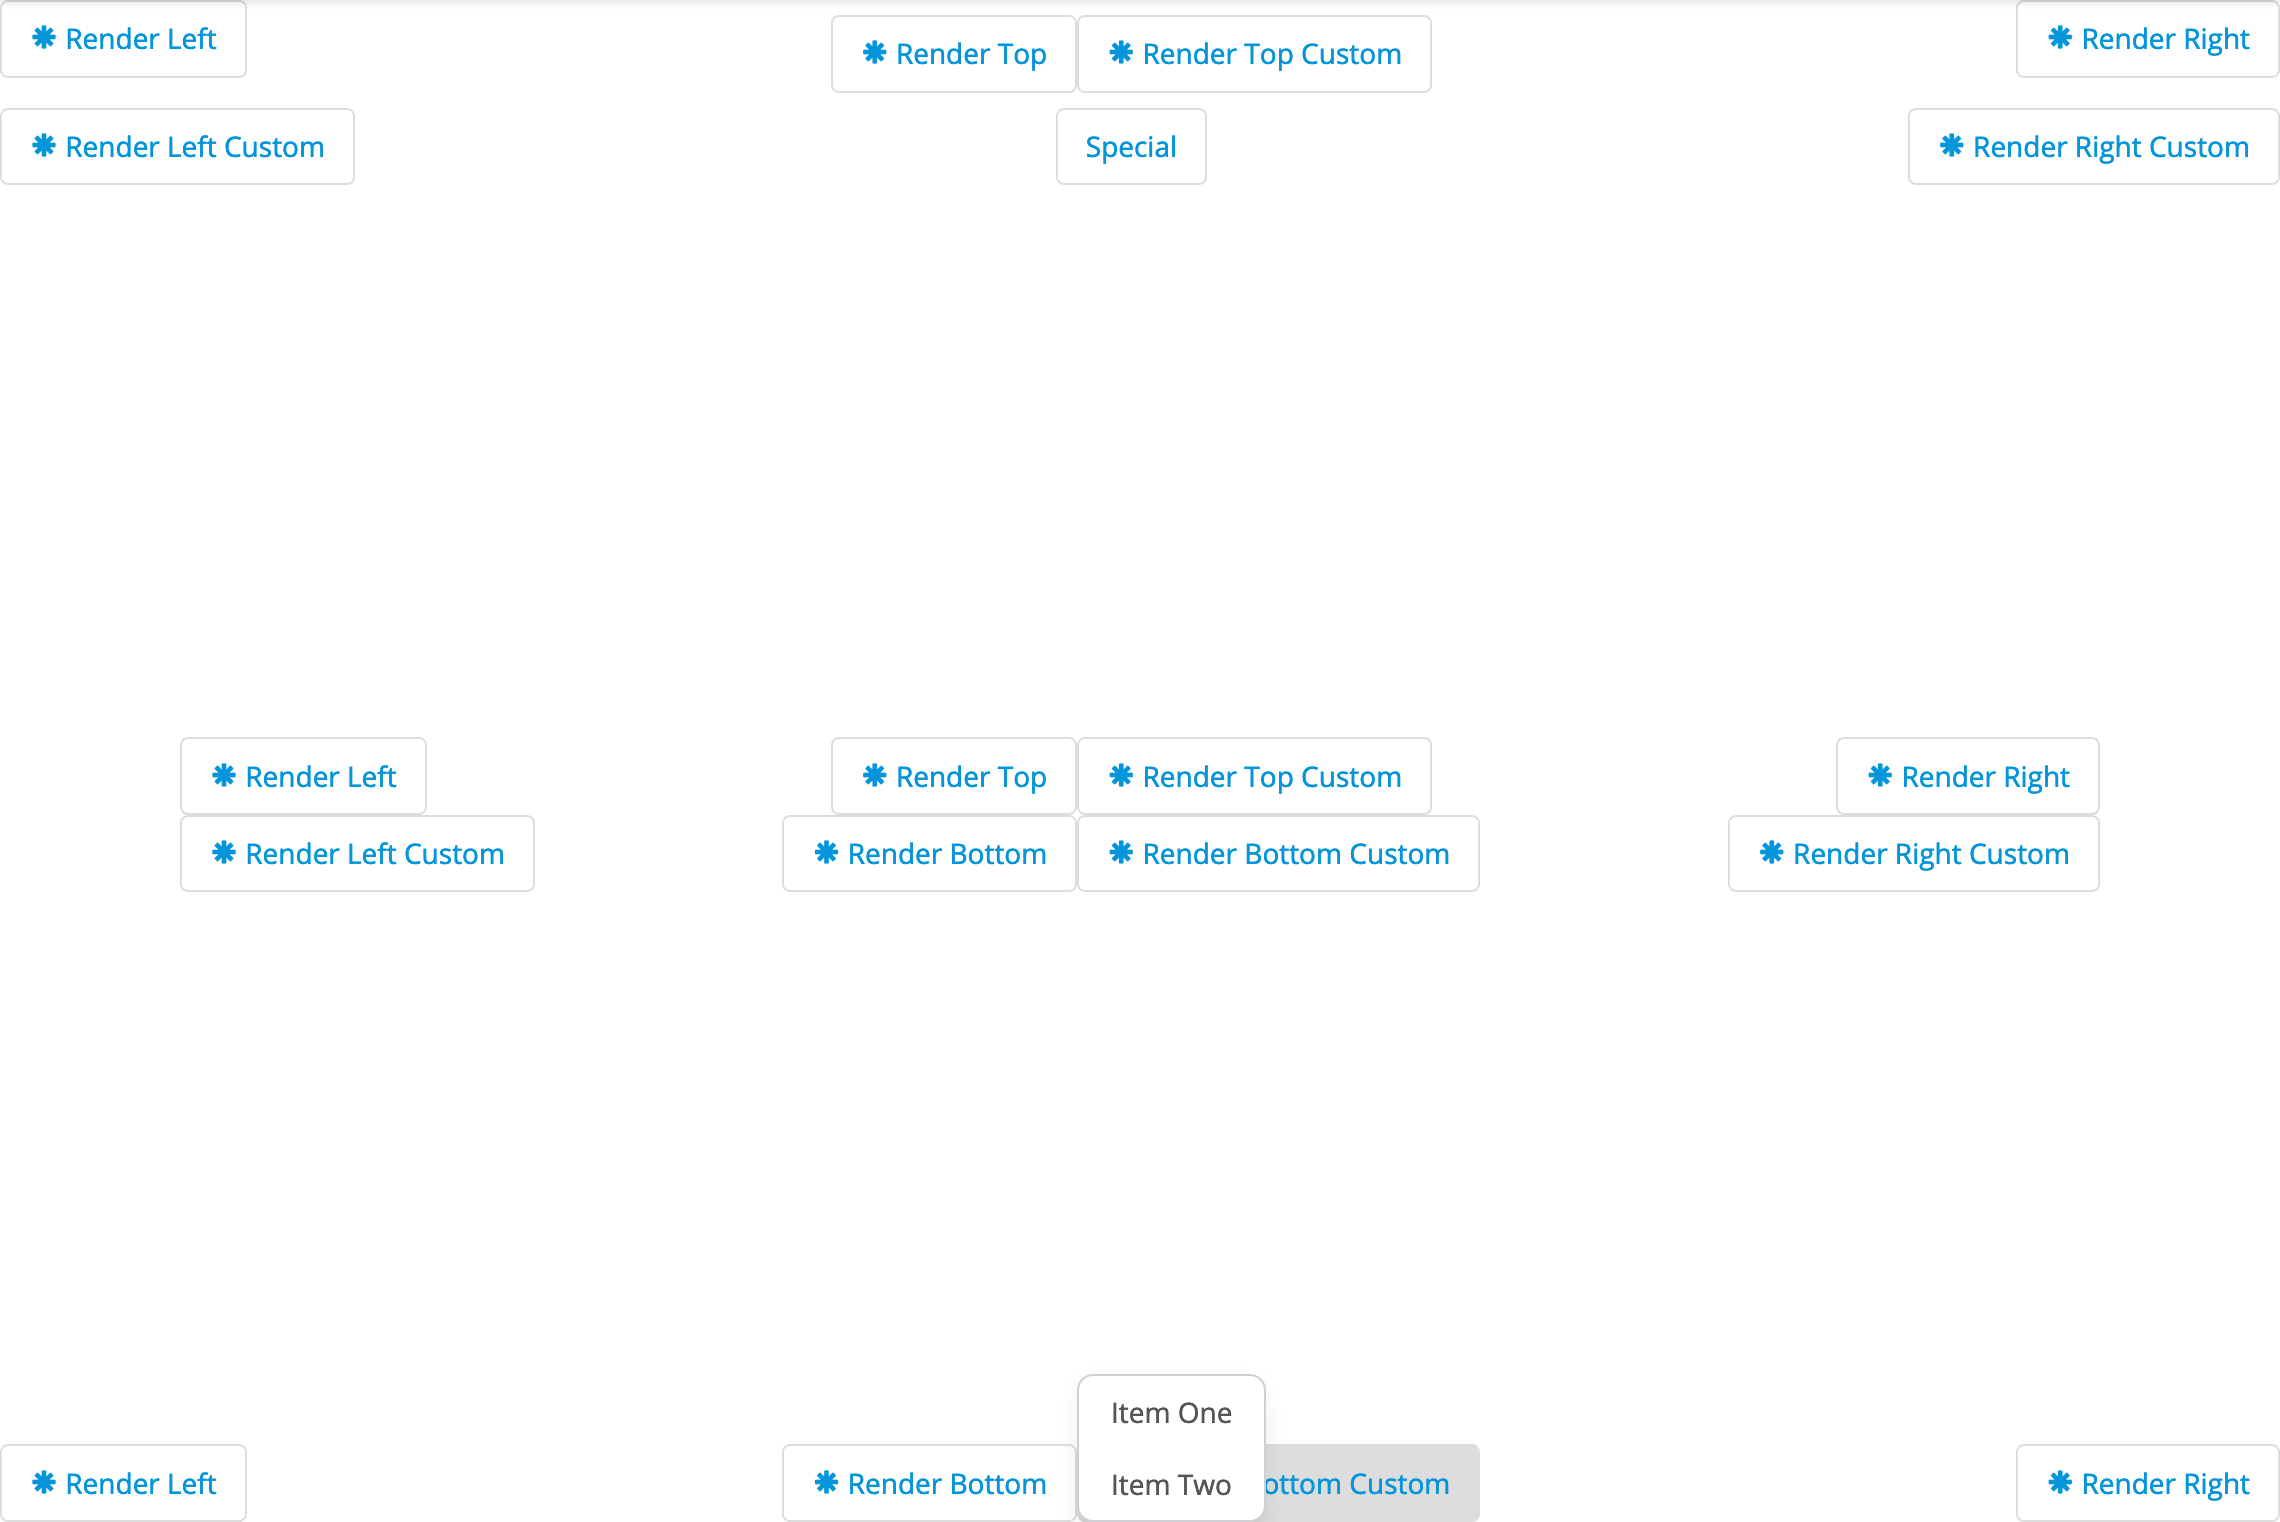 Render Left
Render Top
Render Top Custom
Render Right
Render Left Custom
Special
Render Right Custom
Render Left
Render Top
Render Top Custom
Render Right
Render Left Custom
Render Bottom
Render Bottom Custom
Render Right Custom
Item One
Render Left
Render Bottom
Item Two
ottom Custom
Render Right